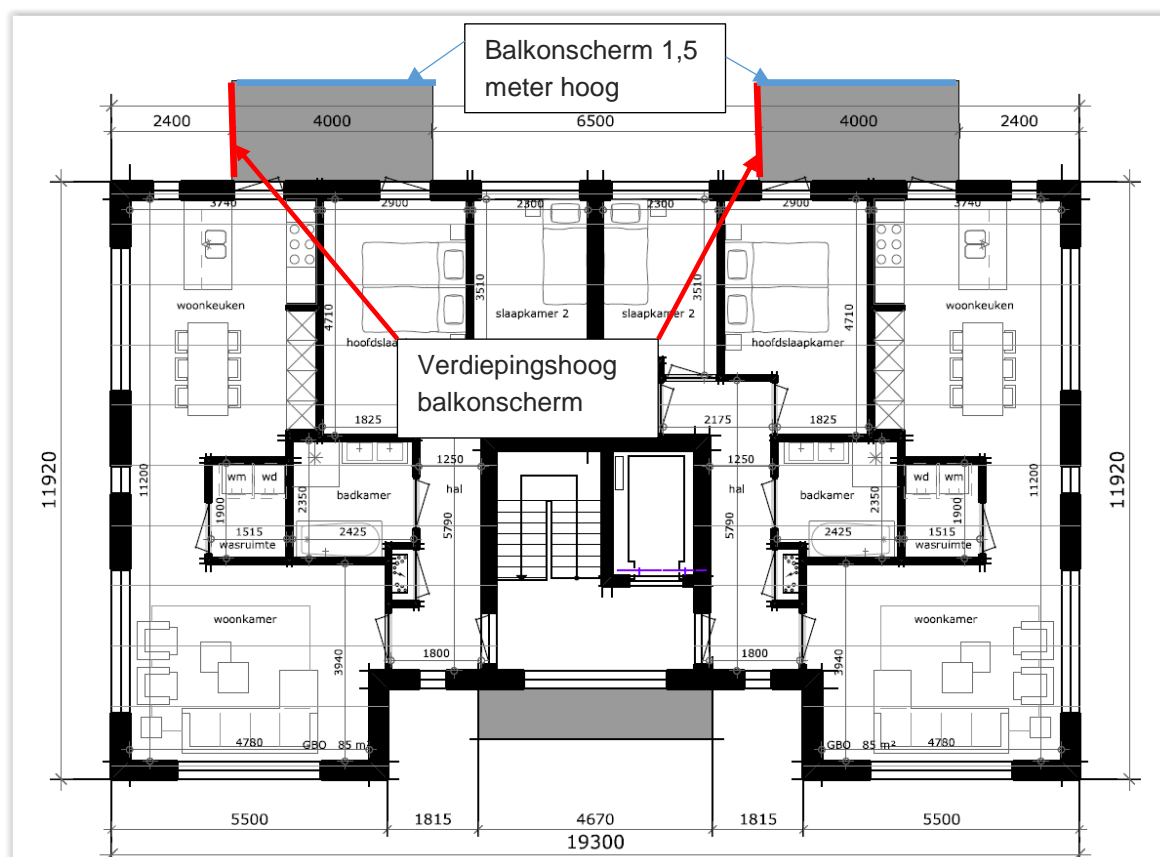 Balkonscherm 1,5
meter hoog
2400
4000
6500
4000
2400
3740
2900
2300
2300
2900
3740
woonkeuken
4710
hoofdslaa
3510
slaapkamer 2
slaapkamer 2
3510
hoofdslaapkamer
4710
woonkeuken
Verdiepingshoog
balkonscherm
1825
2175
1825
11920
11200
wm
wd
1900
1515
wasruimte
2350
badkamer
2425
1250
hal
5790
1250
hal
5790
badkamer
2350
2425
wd
wm
1900
1515
wasruimte
11200
11920
woonkamer
3940
1800
1800
3940
woonkamer
4780
GBO 85 m²
GBO 85 m²
4780
5500
1815
4670
1815
5500
19300